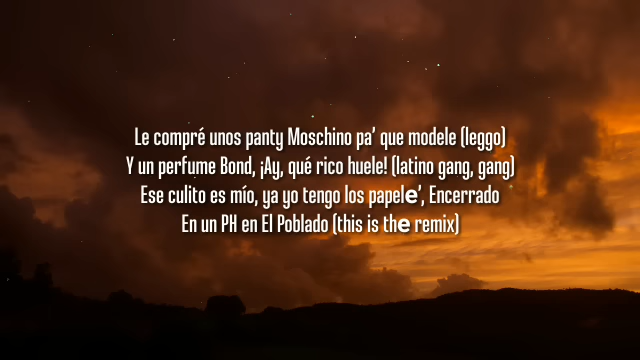 Le compré unos panty Moschino pa' que modele (leggo)
Y un perfume Bond, ¡Ay, qué rico huele! (latino gang, gang)
Ese culito es mío, ya yo tengo los papele', Encerrado
En un PH en El Poblado (this is the remix)